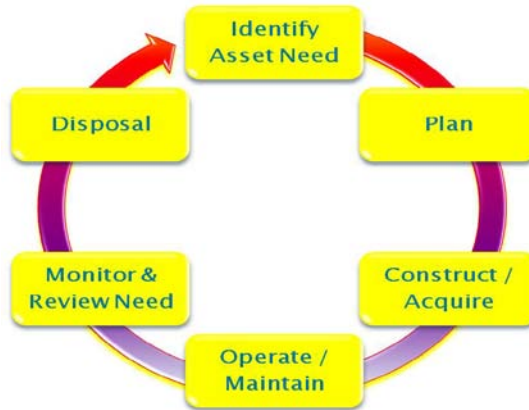 Identify
Asset Need
Plan
Construct /
Acquire
Operate /
Maintain
Monitor &
Review Need
Disposal